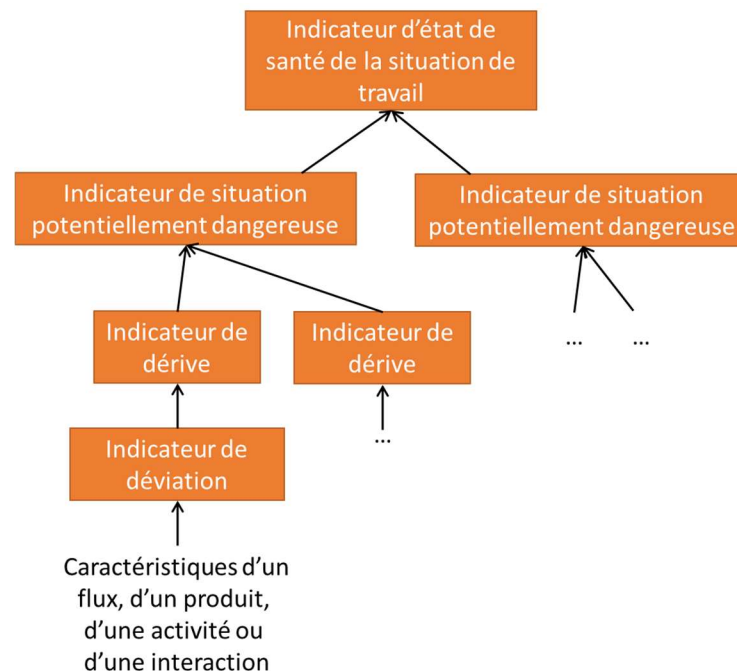 Indicateur d'état de
santé de la situation de
travail
Indicateur de situation
potentiellement dangereuse
Indicateur de situation
potentiellement dangereuse
Indicateur de
dérive
Indicateur de
dérive
...
...
...
Indicateur de
déviation
Caractéristiques d'un
flux, d'un produit,
d'une activité ou
d'une interaction